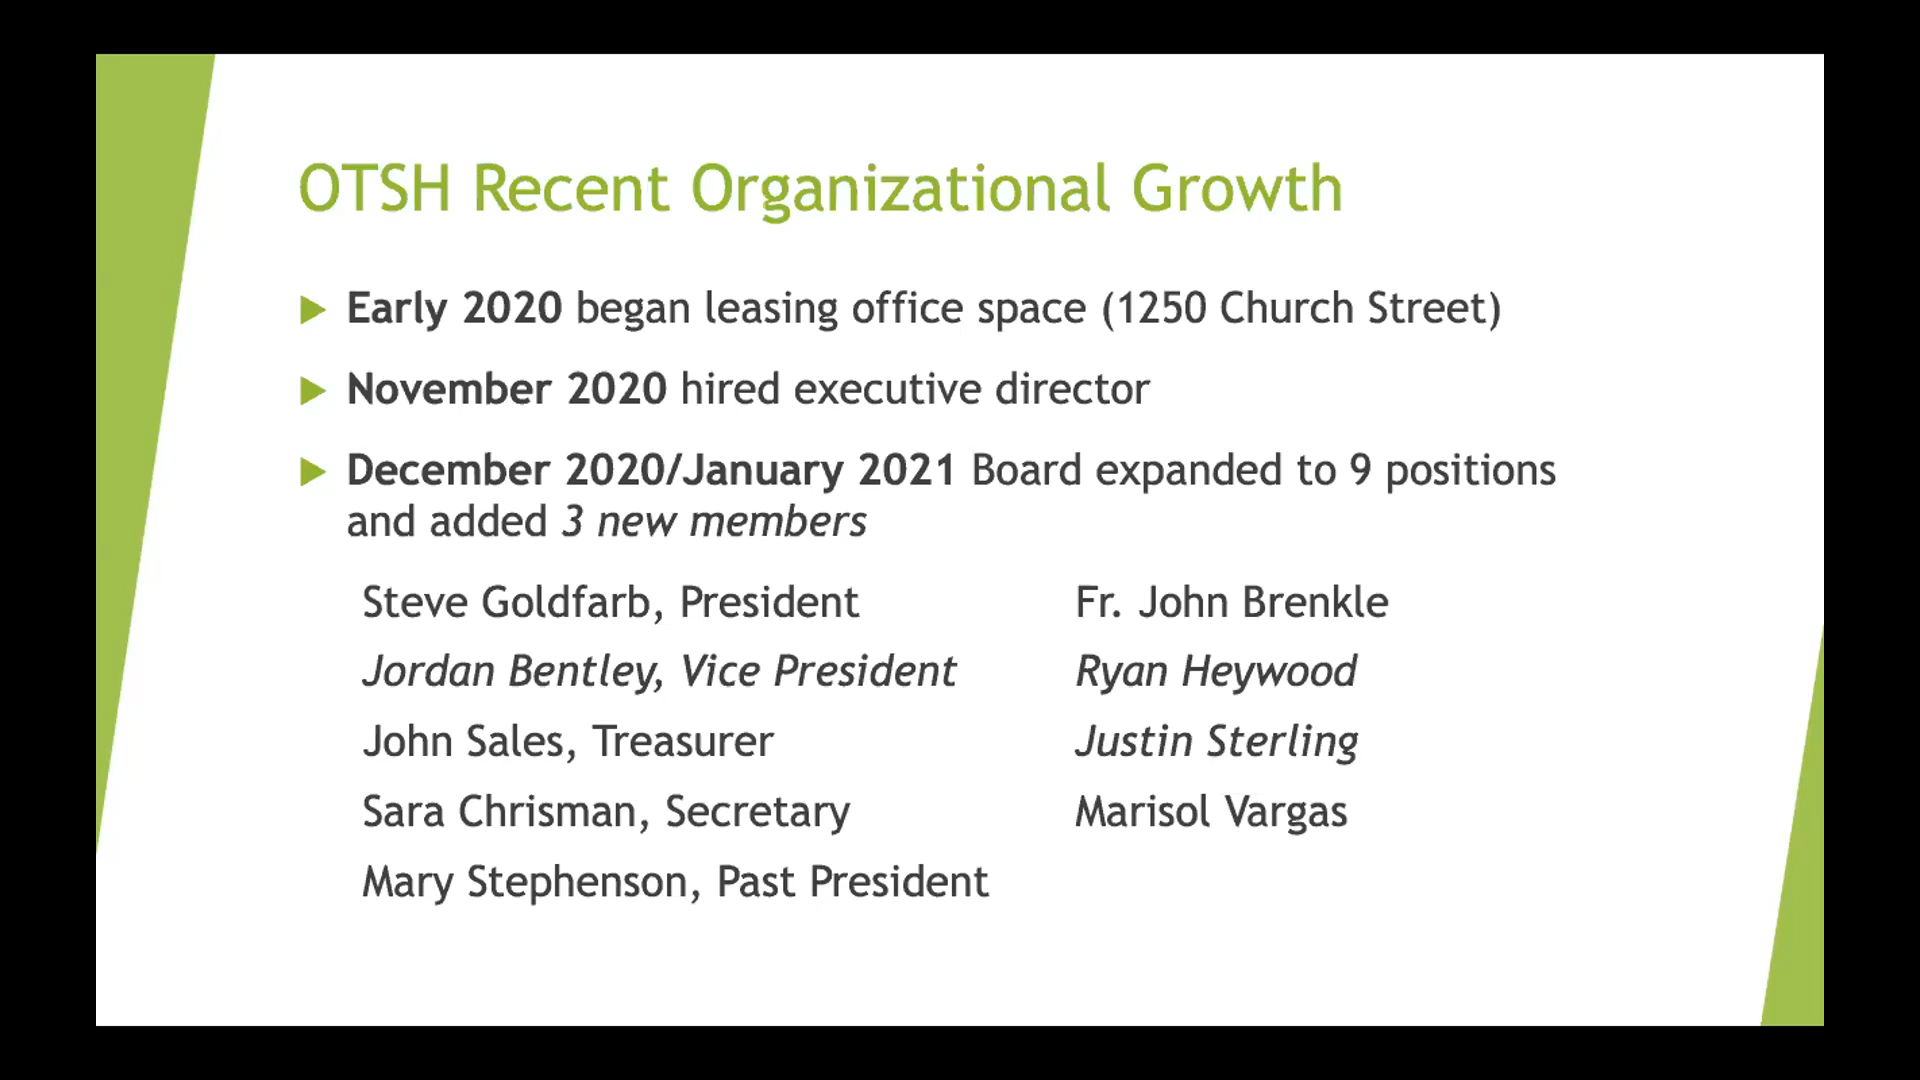 OTSH Recent Organizational Growth
Early 2020 began leasing office space (1250 Church Street)
November 2020 hired executive director
December 2020/January 2021 Board expanded to 9 positions
and added 3 new members
Steve Goldfarb, President
Jordan Bentley, Vice President
John Sales, Treasurer
Sara Chrisman, Secretary
Mary Stephenson, Past President
Fr. John Brenkle
Ryan Heywood
Justin Sterling
Marisol Vargas